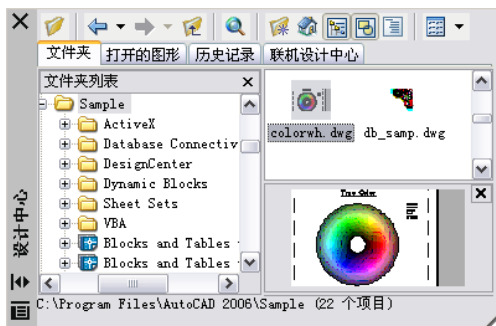 文件夹 打开的图形 历史记录 联机设计中心
文件夹列表
Sample
ActiveX
Database Connectiv
DesignCenter
Dynamic Blocks
Sheet Sets
VBA
Blocks and Tables
Blocks and Tables
colorwh.dwg db_samp.dwg
设计中心
C:\Program Files\AutoCAD 2006\Sample (22 个项目)